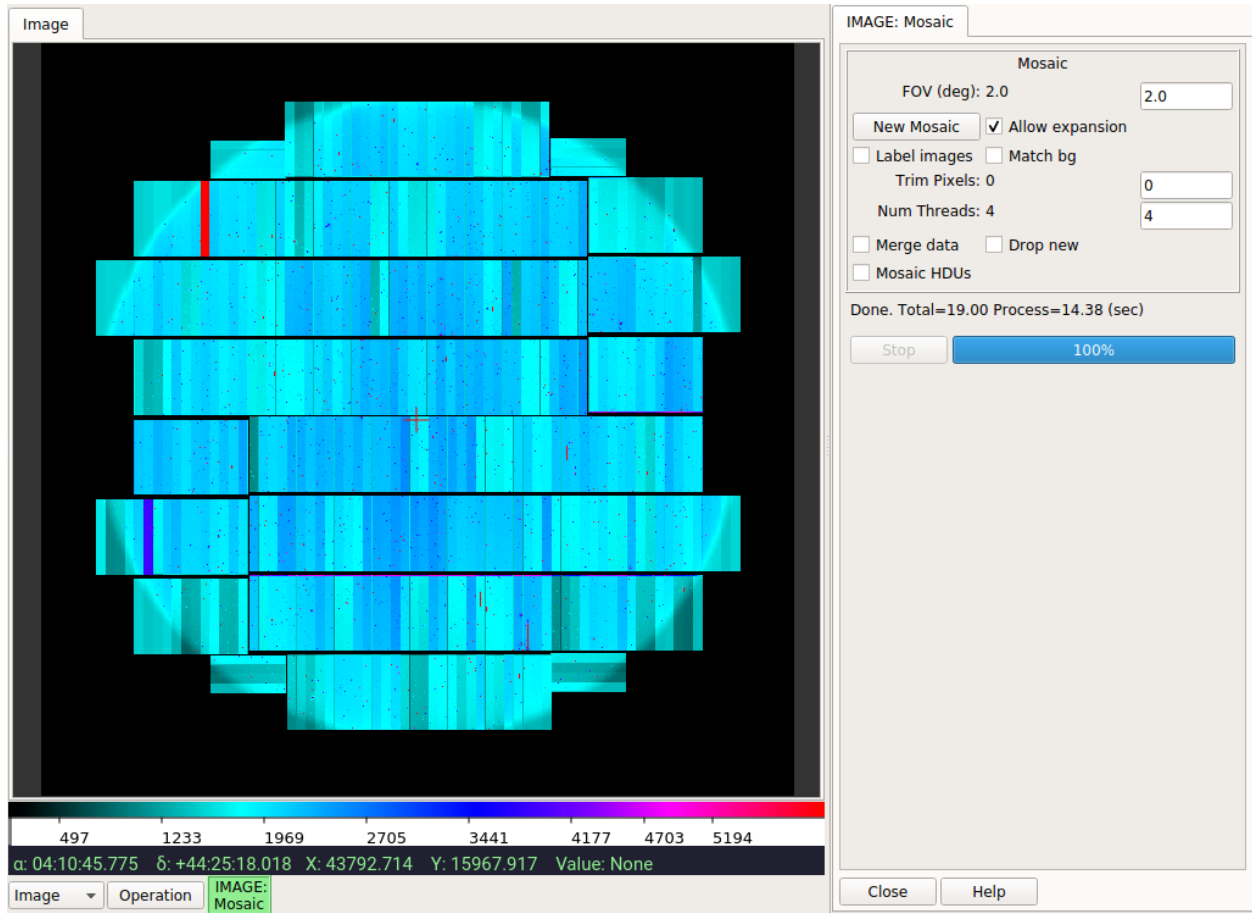 Image
497 1233 1969 2705 3441 4177 4703 5194
α: 04:10:45.775 δ: +44:25:18.018 X: 43792.714 Y: 15967.917 Value: None
Image Operation IMAGE: Mosaic
IMAGE: Mosaic
Mosaic
FOV (deg): 2.0 2.0
New Mosaic Allow expansion
Label images Match bg
Trim Pixels: 0 0
Num Threads: 4 4
Merge data Drop new
Mosaic HDUs
Done. Total=19.00 Process=14.38 (sec)
Stop 100%
Close Help